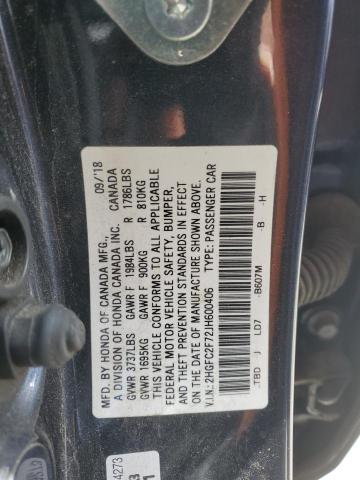 MFD. BY HONDA OF CANADA MFG., 09/'18
A DIVISION OF HONDA CANADA INC. CANADA
GVWR 3737LBS GAWR F 1984LBS R 1786LBS
GVWR 1695KG GAWR F 900KG R 810KG
THIS VEHICLE CONFORMS TO ALL APPLICABLE
FEDERAL MOTOR VEHICLE SAFETY, BUMPER,
AND THEFT PREVENTION STANDARDS IN EFFECT
ON THE DATE OF MANUFACTURE SHOWN ABOVE.
V.I.N.:2HGFC2F72JH600406 TYPE: PASSENGER CAR
TBD J LD7 B607M B H
4273